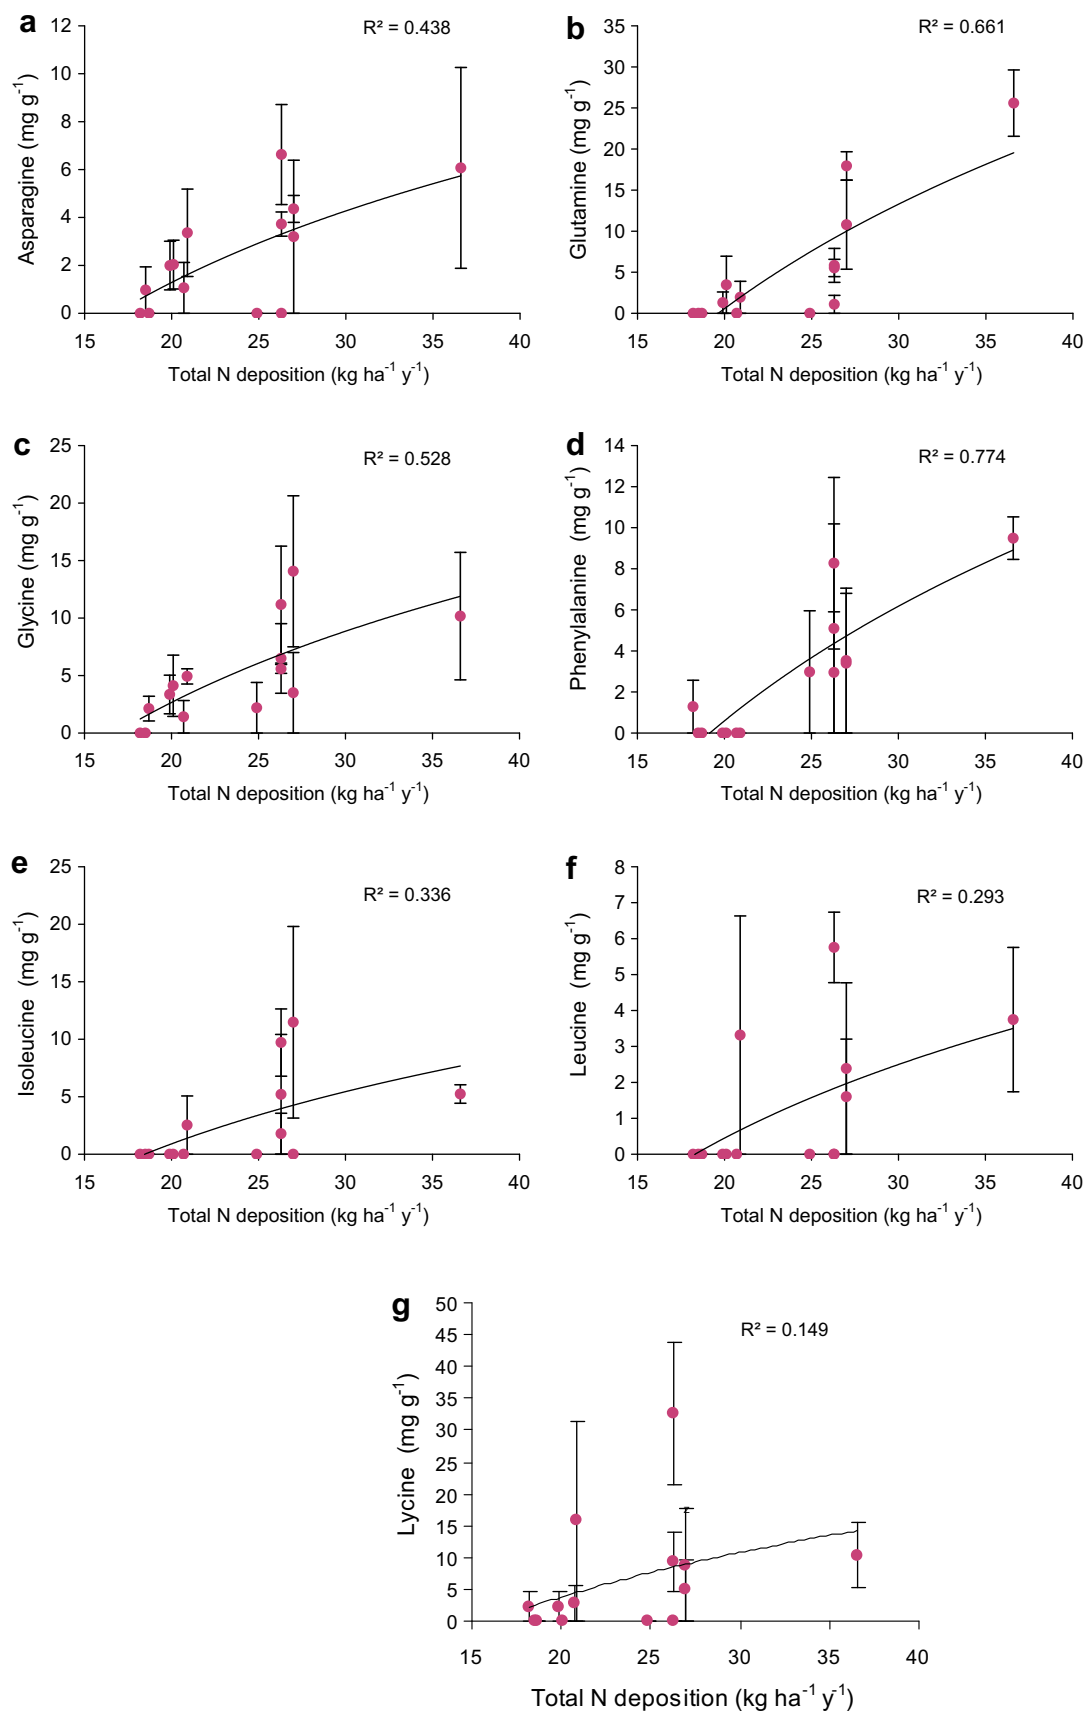 a
R² = 0.438
Asparagine (mg g⁻¹)
12
10
8
6
4
2
0
15 20 25 30 35 40
Total N deposition (kg ha⁻¹ y⁻¹)
b
R² = 0.661
Glutamine (mg g⁻¹)
35
30
25
20
15
10
5
0
15 20 25 30 35 40
Total N deposition (kg ha⁻¹ y⁻¹)
c
R² = 0.528
Glycine (mg g⁻¹)
25
20
15
10
5
0
15 20 25 30 35 40
Total N deposition (kg ha⁻¹ y⁻¹)
d
R² = 0.774
Phenylalanine (mg g⁻¹)
14
12
10
8
6
4
2
0
15 20 25 30 35 40
Total N deposition (kg ha⁻¹ y⁻¹)
e
R² = 0.336
Isoleucine (mg g⁻¹)
25
20
15
10
5
0
15 20 25 30 35 40
Total N deposition (kg ha⁻¹ y⁻¹)
f
R² = 0.293
Leucine (mg g⁻¹)
8
7
6
5
4
3
2
1
0
15 20 25 30 35 40
Total N deposition (kg ha⁻¹ y⁻¹)
g
R² = 0.149
Lycine (mg g⁻¹)
50
45
40
35
30
25
20
15
10
5
0
15 20 25 30 35 40
Total N deposition (kg ha⁻¹ y⁻¹)